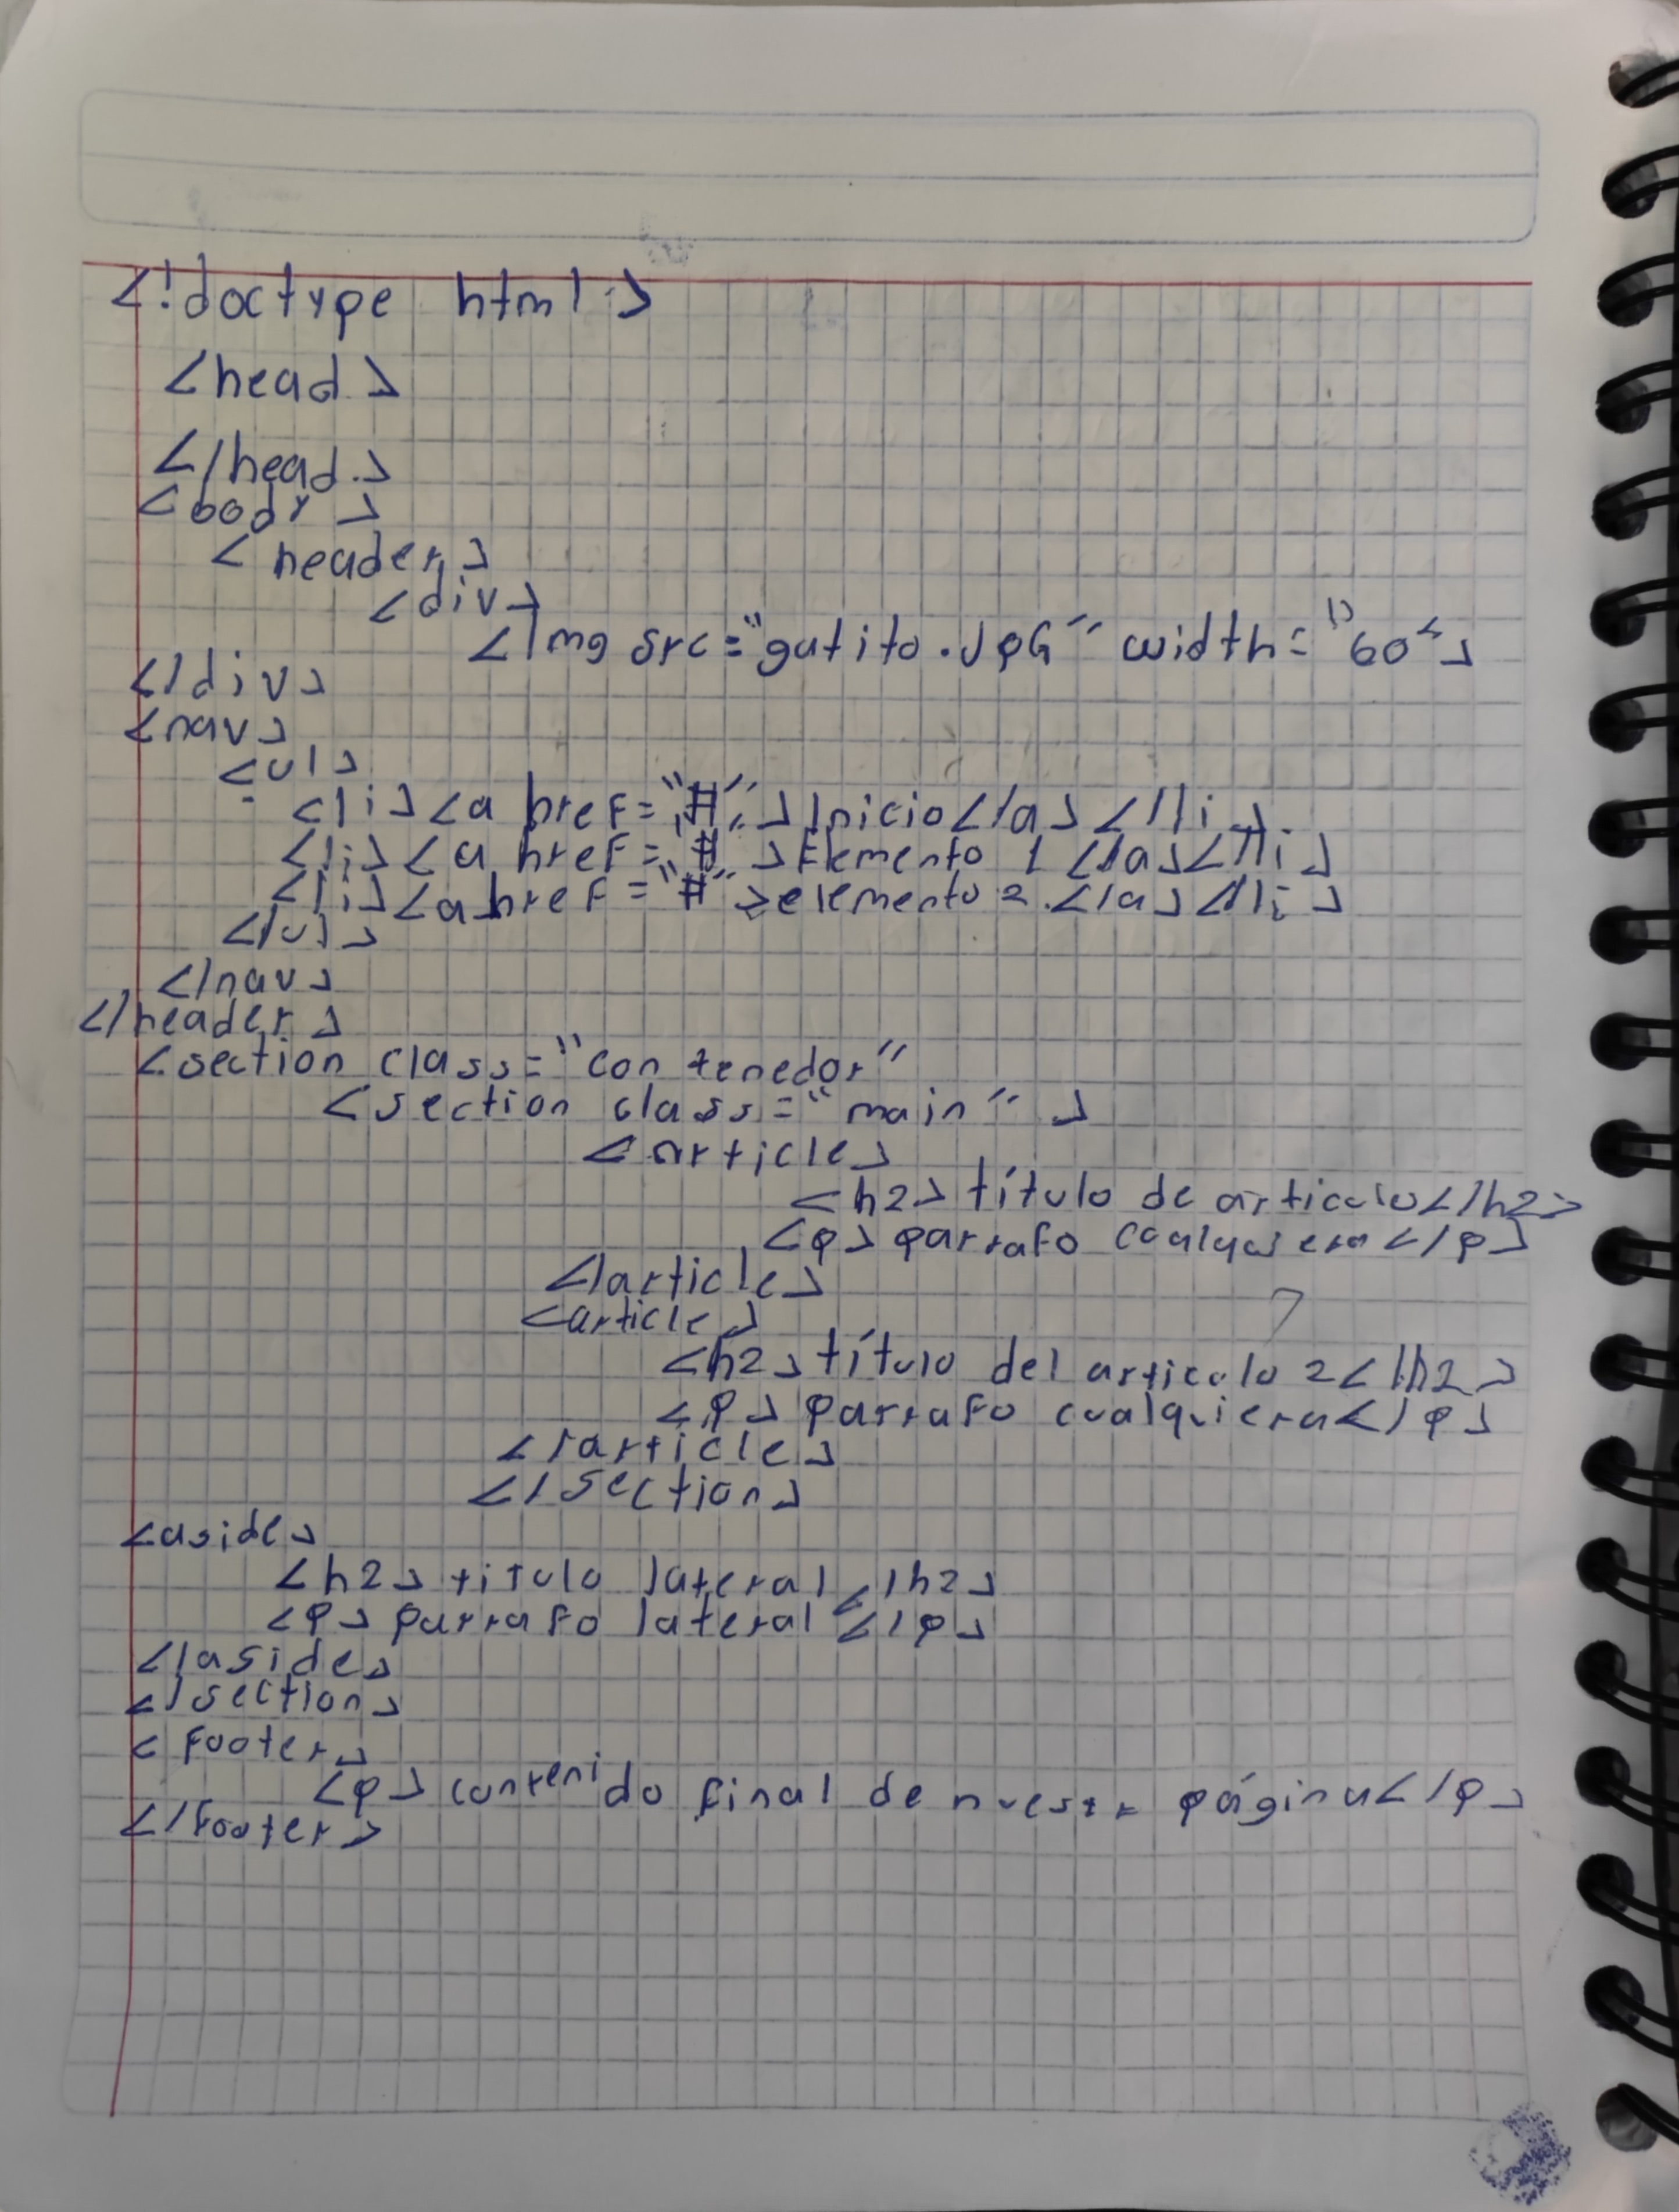 <!doctype html>
<head>
</head>
<body>
<header>
<div>
<Img src="gatito.JPG" width="60">
</div>
<nav>
<ul>
<li><a href="#">Inicio</a></li>
<li><a href="#">Elemento 1</a></li>
<li><a href="#">elemento 2</a></li>
</ul>
</nav>
</header>
<section class="contenedor"
<section class="main">
<article>
<h2>título de articulo</h2>
<p>parrafo cualquiera</p>
</article>
<article>
<h2>título del articulo 2</h2>
<p>parrafo cualquiera</p>
</article>
</section>
<aside>
<h2>titulo lateral</h2>
<p>parrafo lateral</p>
</aside>
</section>
<footer>
<p>contenido final de página</p>
</footer>